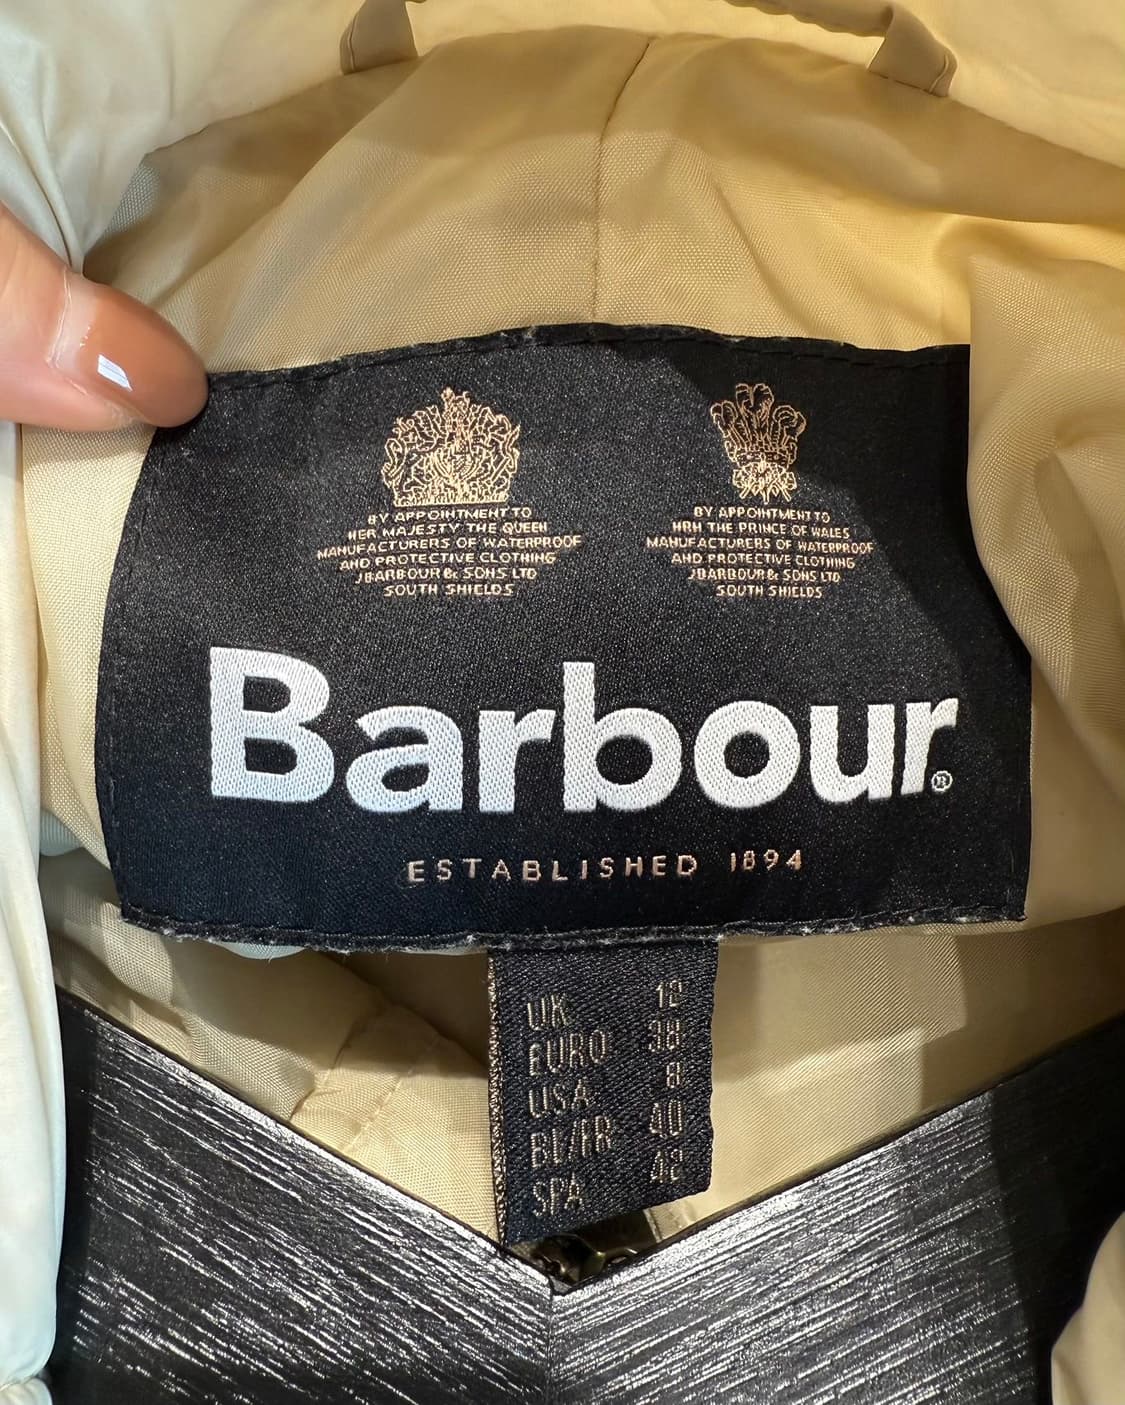 BY APPOINTMENT TO
HER MAJESTY THE QUEEN
MANUFACTURERS OF WATERPROOF
AND PROTECTIVE CLOTHING
J BARBOUR & SONS LTD
SOUTH SHIELDS
BY APPOINTMENT TO
HRH THE PRINCE OF WALES
MANUFACTURERS OF WATERPROOF
AND PROTECTIVE CLOTHING
J BARBOUR & SONS LTD
SOUTH SHIELDS
Barbour®
ESTABLISHED 1894
UK 12
EURO 38
USA 8
BL/FR 40
SPA 42